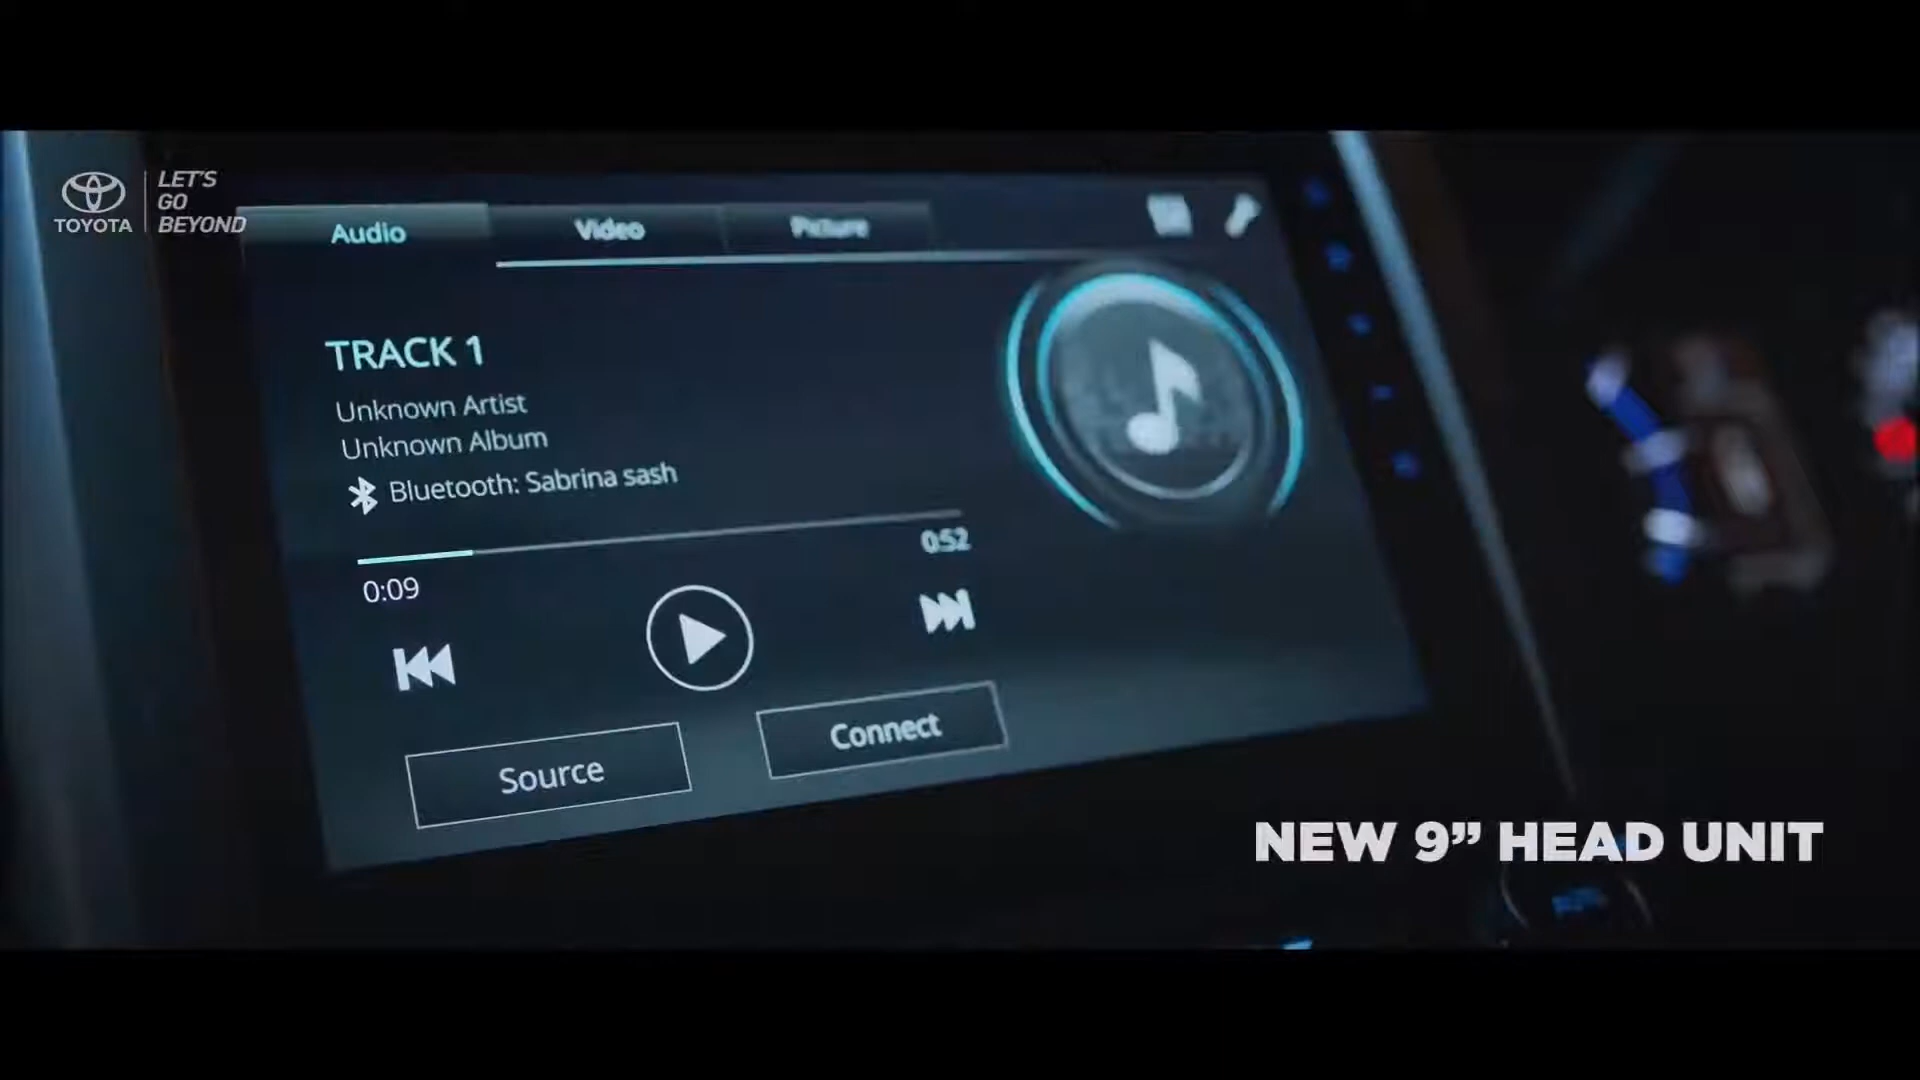 TOYOTA
LET'S
GO
BEYOND
Audio
Video
Picture
TRACK 1
Unknown Artist
Unknown Album
Bluetooth: Sabrina sash
0:09
0:52
Source
Connect
NEW 9” HEAD UNIT